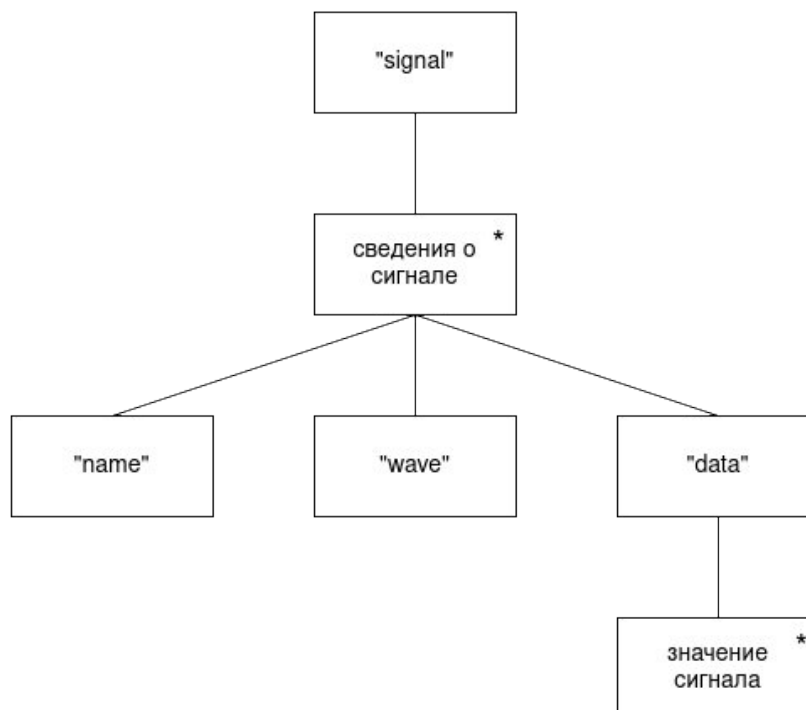 "signal"
*
сведения о
сигнале
"name"
"wave"
"data"
*
значение
сигнала